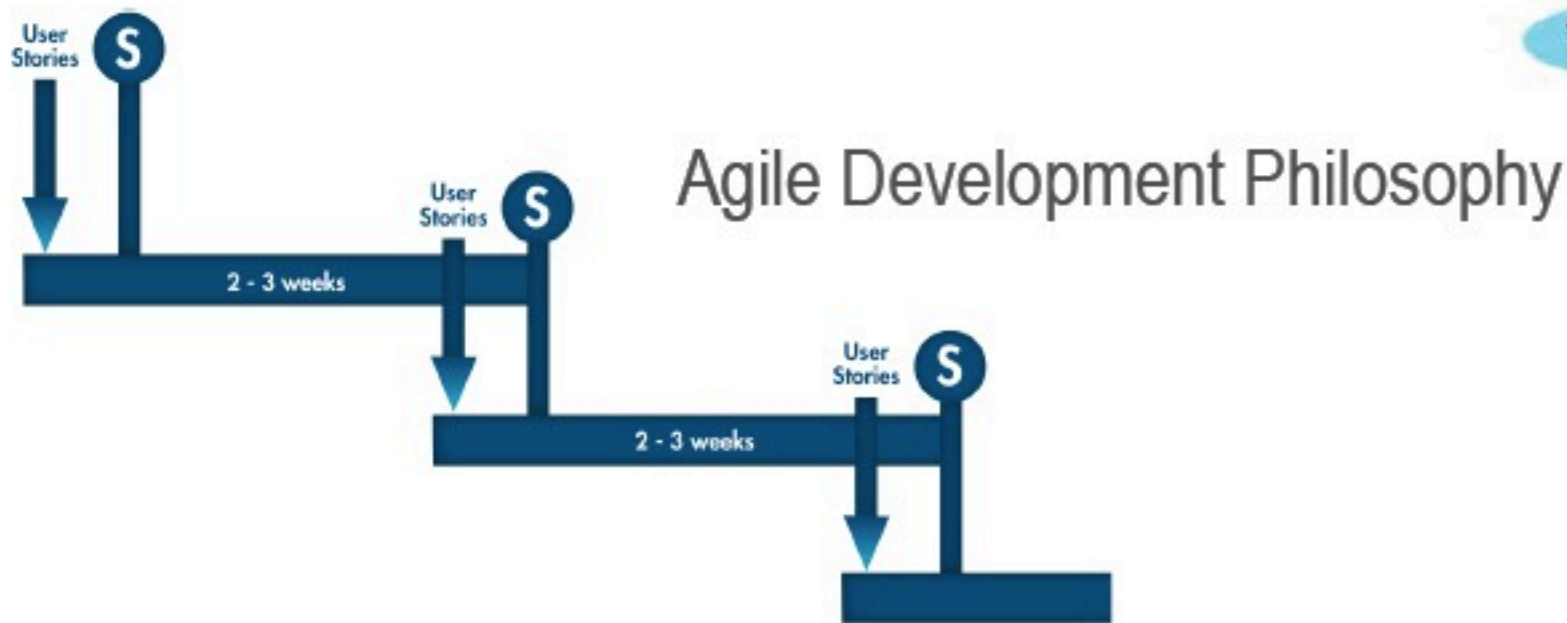 User
Stories
S
Agile Development Philosophy
User
Stories
S
2 - 3 weeks
User
Stories
S
2 - 3 weeks